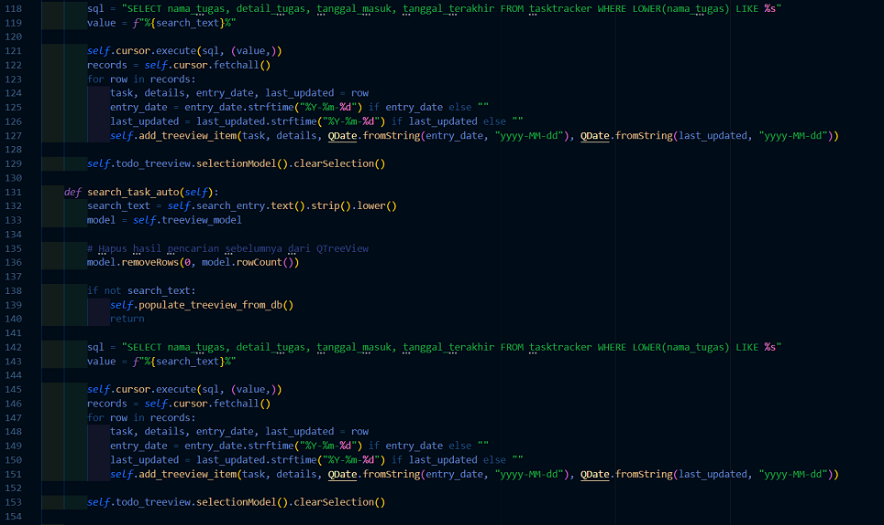 118 sql = "SELECT nama_tugas, detail_tugas, tanggal_masuk, tanggal_terakhir FROM tasktracker WHERE LOWER(nama_tugas) LIKE %s"
119 value = f"%{search_text}%"
120
121 self.cursor.execute(sql, (value,))
122 records = self.cursor.fetchall()
123 for row in records:
124 task, details, entry_date, last_updated = row
125 entry_date = entry_date.strftime("%Y-%m-%d") if entry_date else ""
126 last_updated = last_updated.strftime("%Y-%m-%d") if last_updated else ""
127 self.add_treeview_item(task, details, QDate.fromString(entry_date, "yyyy-MM-dd"), QDate.fromString(last_updated, "yyyy-MM-dd"))
128
129 self.todo_treeview.selectionModel().clearSelection()
130
131 def search_task_auto(self):
132 search_text = self.search_entry.text().strip().lower()
133 model = self.treeview_model
134
135 # Hapus hasil pencarian sebelumnya dari QTreeView
136 model.removeRows(0, model.rowCount())
137
138 if not search_text:
139 self.populate_treeview_from_db()
140 return
141
142 sql = "SELECT nama_tugas, detail_tugas, tanggal_masuk, tanggal_terakhir FROM tasktracker WHERE LOWER(nama_tugas) LIKE %s"
143 value = f"%{search_text}%"
144
145 self.cursor.execute(sql, (value,))
146 records = self.cursor.fetchall()
147 for row in records:
148 task, details, entry_date, last_updated = row
149 entry_date = entry_date.strftime("%Y-%m-%d") if entry_date else ""
150 last_updated = last_updated.strftime("%Y-%m-%d") if last_updated else ""
151 self.add_treeview_item(task, details, QDate.fromString(entry_date, "yyyy-MM-dd"), QDate.fromString(last_updated, "yyyy-MM-dd"))
152
153 self.todo_treeview.selectionModel().clearSelection()
154